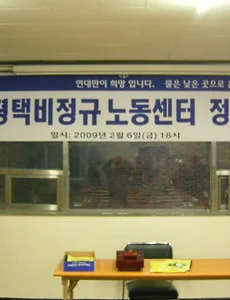 연대만이 희망 입니다. 물은 낮은 곳으로
평택비정규노동센터 정
일시: 2009년 2월 6일(금) 18시